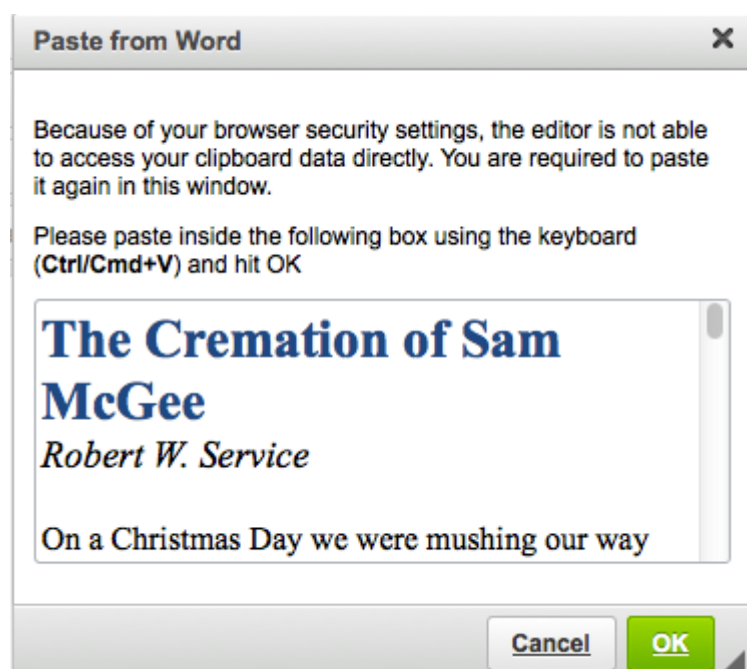 Paste from Word
Because of your browser security settings, the editor is not able
to access your clipboard data directly. You are required to paste
it again in this window.
Please paste inside the following box using the keyboard
(Ctrl/Cmd+V) and hit OK
The Cremation of Sam
McGee
Robert W. Service
On a Christmas Day we were mushing our way
Cancel
OK